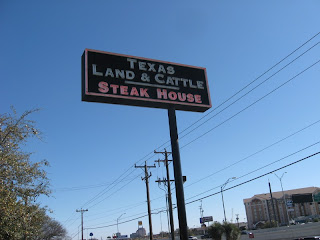 TEXAS
LAND & CATTLE
STEAK HOUSE